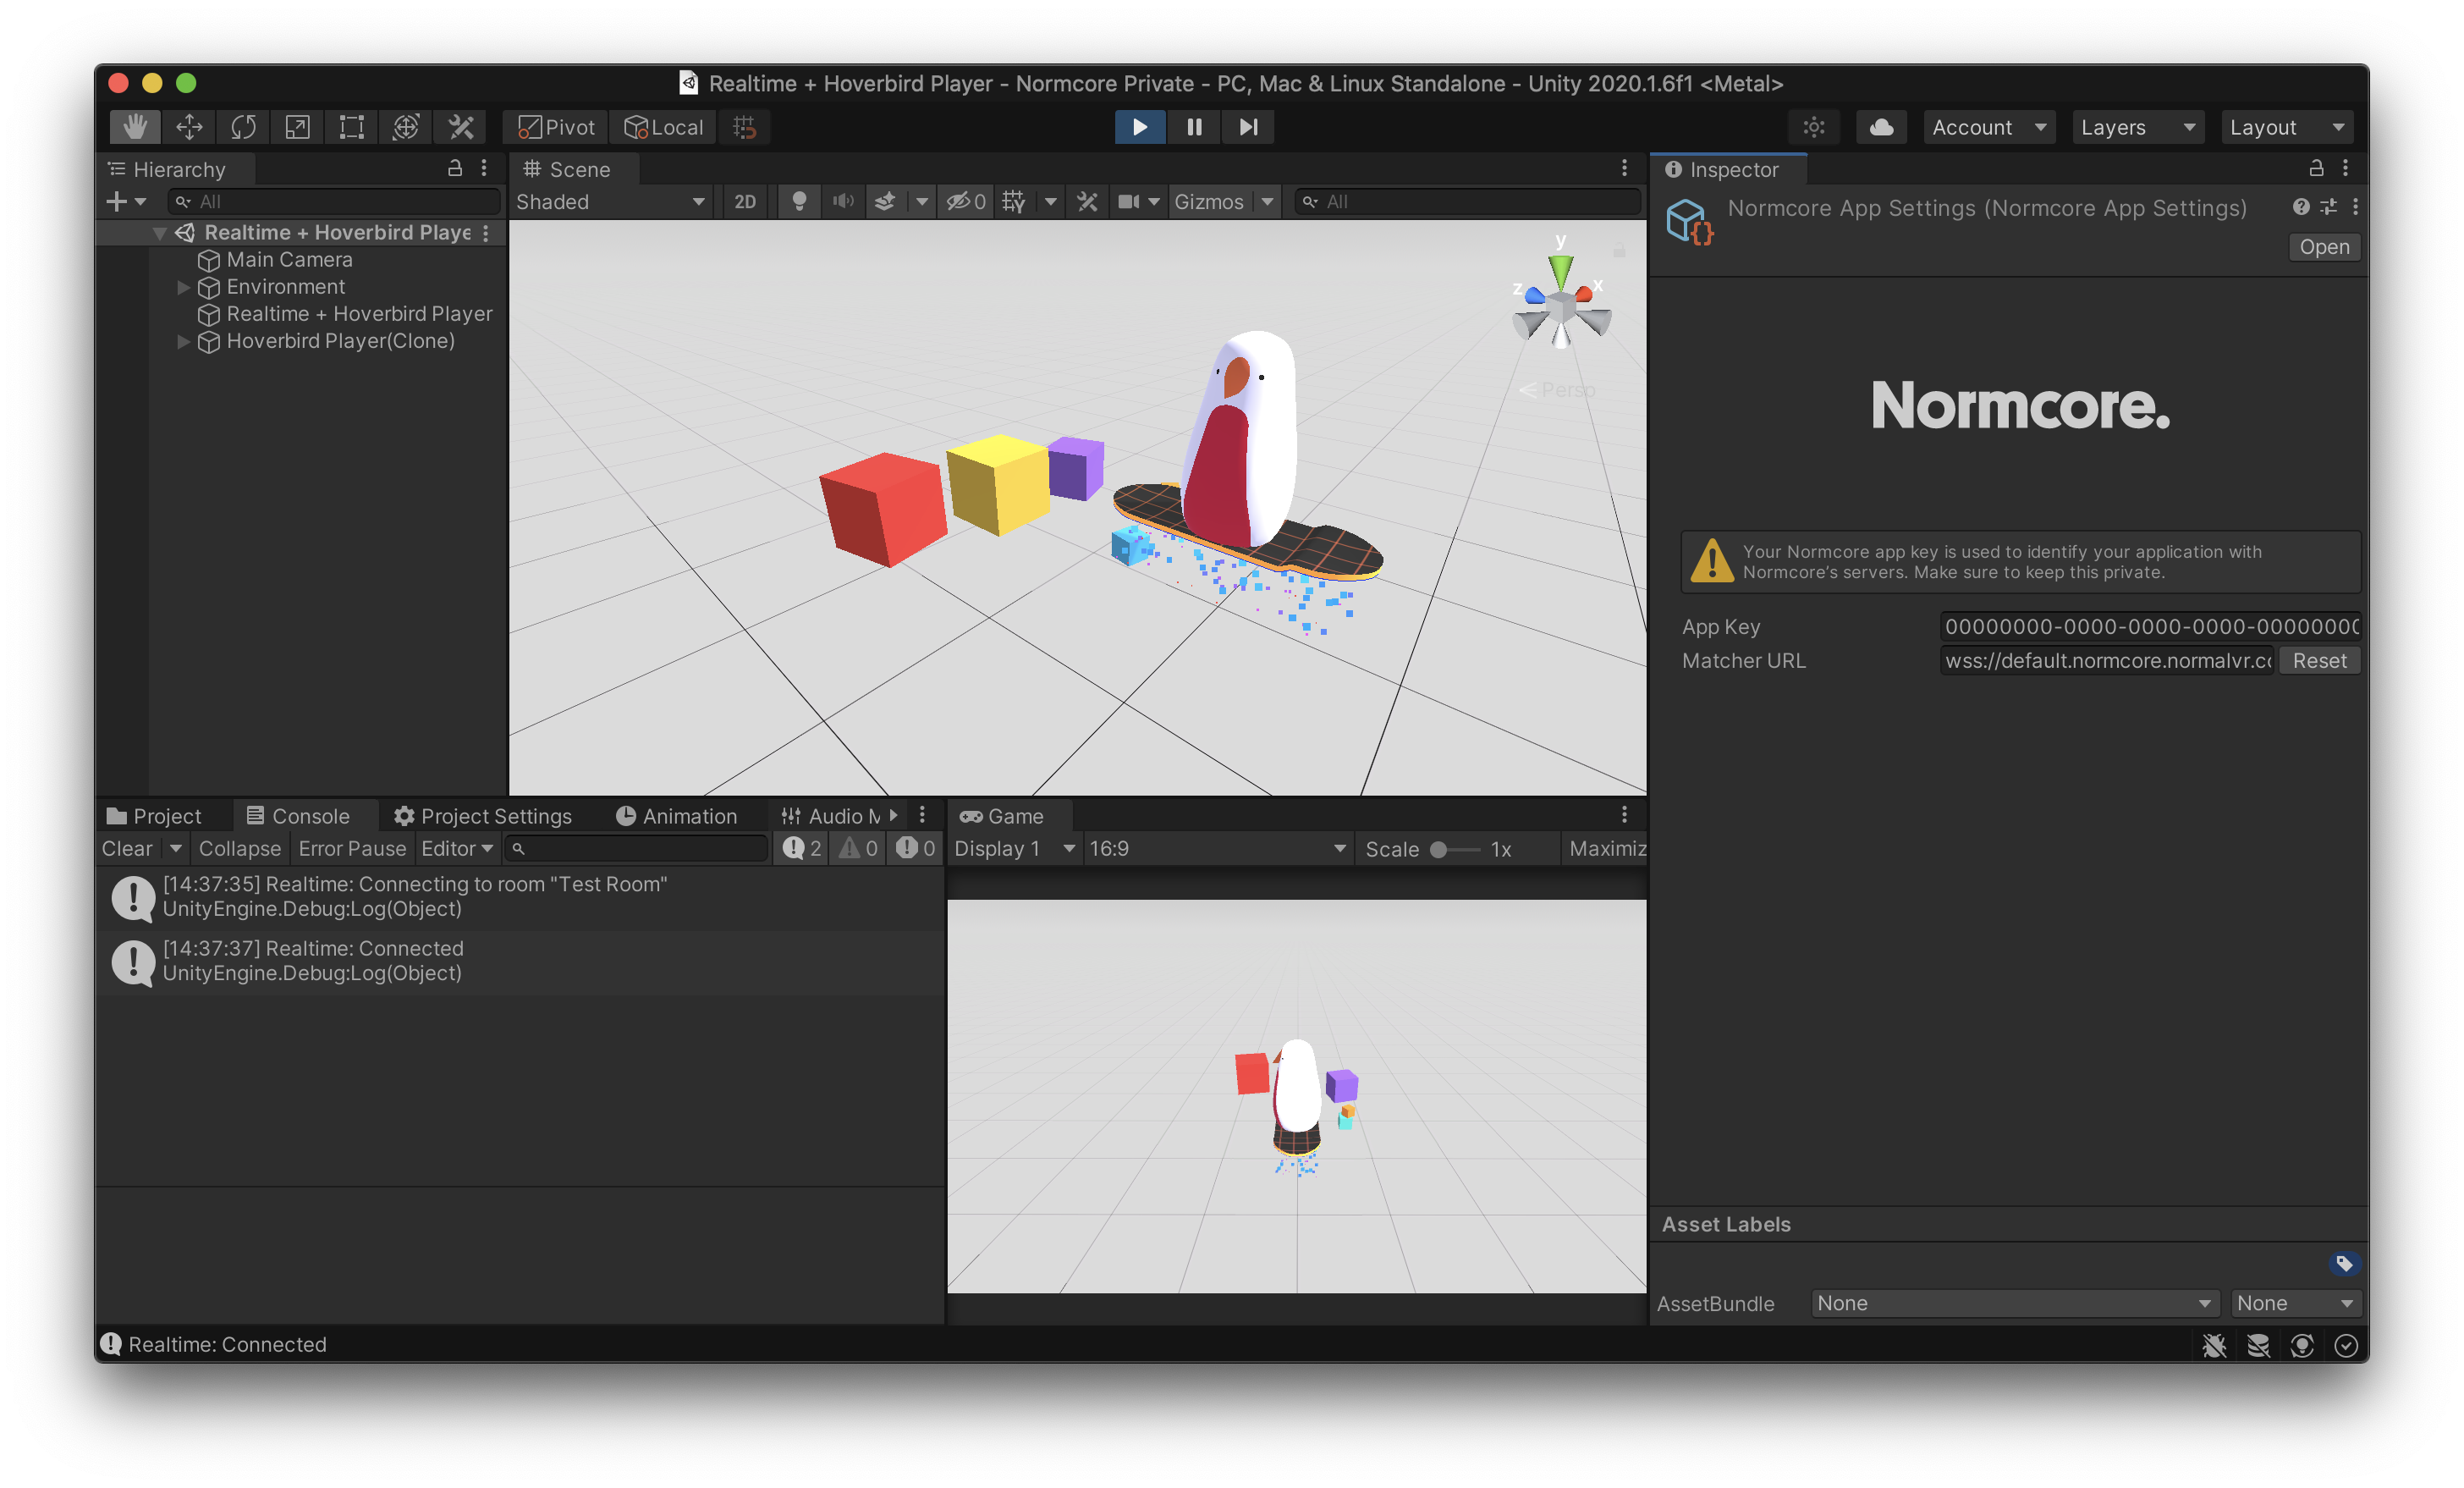 Realtime + Hoverbird Player - Normcore Private - PC, Mac & Linux Standalone - Unity 2020.1.6f1 <Metal>
Pivot Local Account Layers Layout
Hierarchy
All
Realtime + Hoverbird Playe
Main Camera
Environment
Realtime + Hoverbird Player
Hoverbird Player(Clone)
Scene
Shaded 2D 0 Gizmos All
y
z x
Persp
Inspector
Normcore App Settings (Normcore App Settings)
Open
Normcore.
Your Normcore app key is used to identify your application with
Normcore's servers. Make sure to keep this private.
App Key 00000000-0000-0000-0000-00000000
Matcher URL wss://default.normcore.normalvr.co Reset
Project Console Project Settings Animation Audio M
Clear Collapse Error Pause Editor 2 0 0
[14:37:35] Realtime: Connecting to room "Test Room"
UnityEngine.Debug:Log(Object)
[14:37:37] Realtime: Connected
UnityEngine.Debug:Log(Object)
Game
Display 1 16:9 Scale 1x Maximiz
Asset Labels
AssetBundle None None
Realtime: Connected